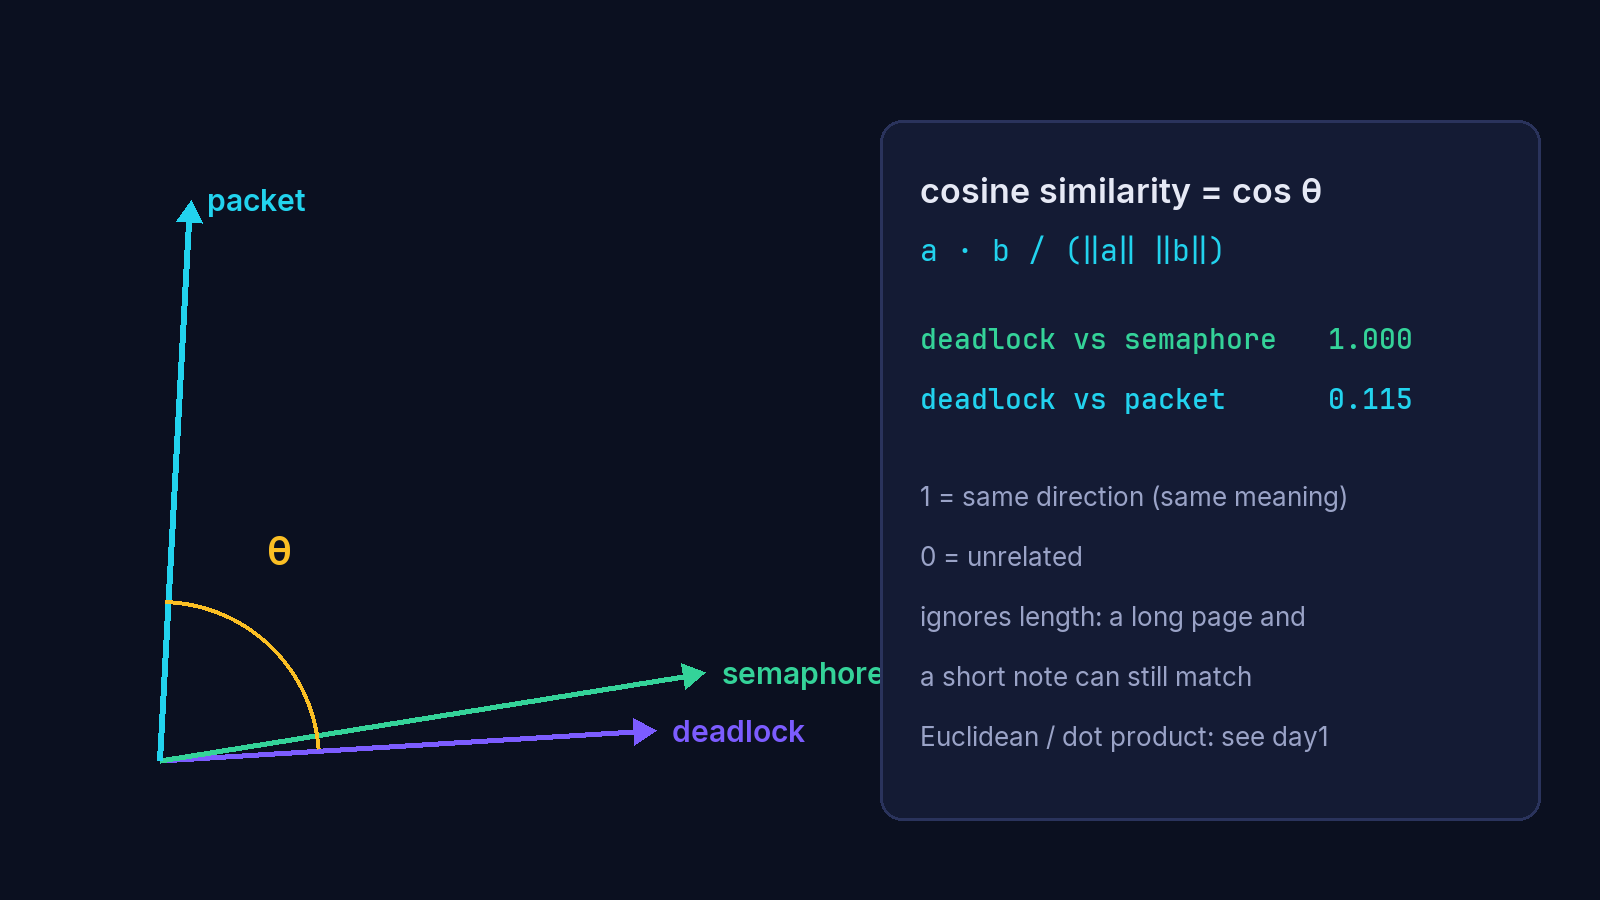 packet
θ
semaphore
deadlock
cosine similarity = cos θ
a · b / (‖a‖ ‖b‖)
deadlock vs semaphore 1.000
deadlock vs packet 0.115
1 = same direction (same meaning)
0 = unrelated
ignores length: a long page and
a short note can still match
Euclidean / dot product: see day1